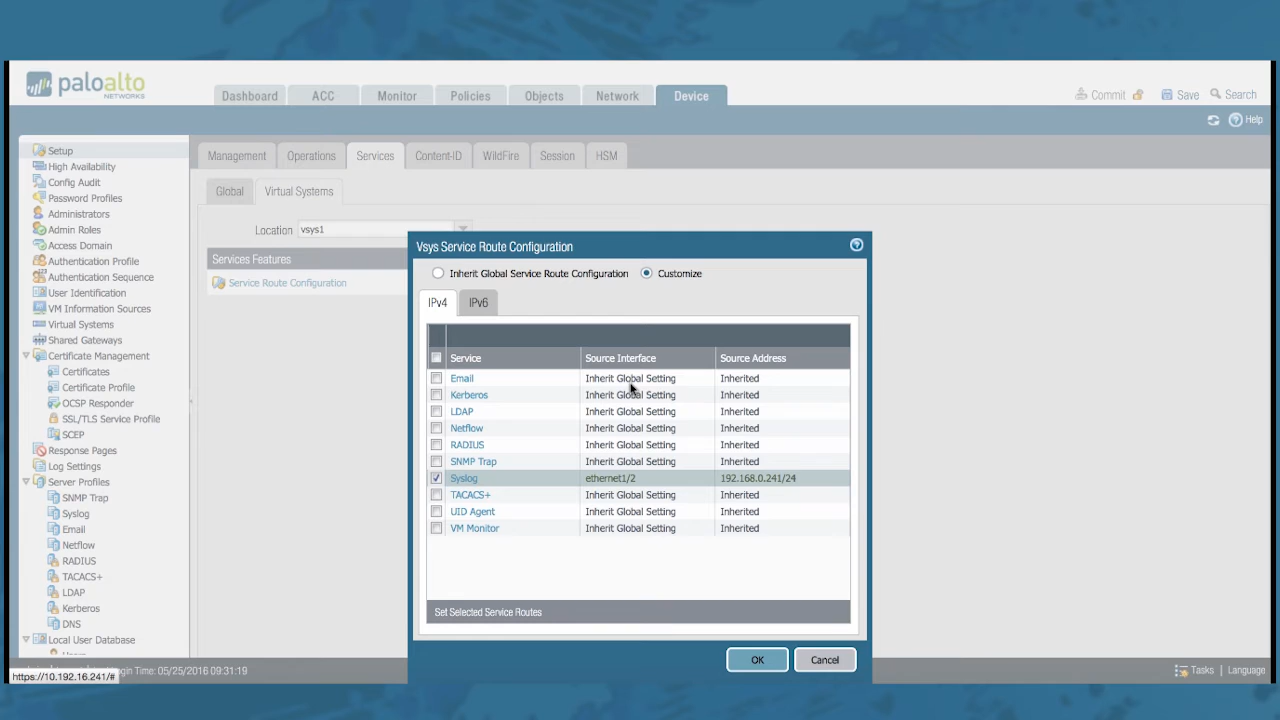 paloalto
NETWORKS
Dashboard ACC Monitor Policies Objects Network Device
Commit Save Search
Help
Setup
High Availability
Config Audit
Password Profiles
Administrators
Admin Roles
Access Domain
Authentication Profile
Authentication Sequence
User Identification
VM Information Sources
Virtual Systems
Shared Gateways
Certificate Management
Certificates
Certificate Profile
OCSP Responder
SSL/TLS Service Profile
SCEP
Response Pages
Log Settings
Server Profiles
SNMP Trap
Syslog
Email
Netflow
RADIUS
TACACS+
LDAP
Kerberos
DNS
Local User Database
Management Operations Services Content-ID WildFire Session HSM
Global Virtual Systems
Location vsys1
Services Features
Service Route Configuration
Vsys Service Route Configuration
Inherit Global Service Route Configuration Customize
IPv4 IPv6
Service Source Interface Source Address
Email Inherit Global Setting Inherited
Kerberos Inherit Global Setting Inherited
LDAP Inherit Global Setting Inherited
Netflow Inherit Global Setting Inherited
RADIUS Inherit Global Setting Inherited
SNMP Trap Inherit Global Setting Inherited
Syslog ethernet1/2 192.168.0.241/24
TACACS+ Inherit Global Setting Inherited
UID Agent Inherit Global Setting Inherited
VM Monitor Inherit Global Setting Inherited
Set Selected Service Routes
OK Cancel
Login Time: 05/25/2016 09:31:19
https://10.192.16.241/#
Tasks | Language